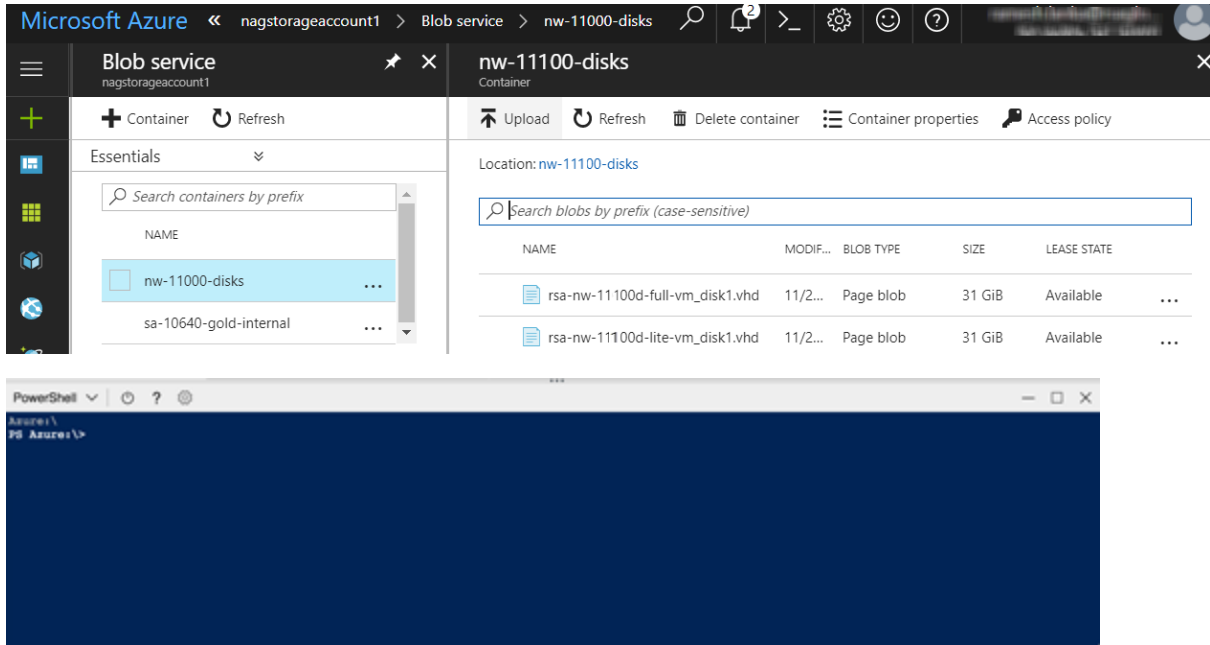 Microsoft Azure « nagstorageaccount1 > Blob service > nw-11000-disks 2 >_ ?
Blob service
nagstorageaccount1
Container Refresh
Essentials
Search containers by prefix
NAME
nw-11000-disks ...
sa-10640-gold-internal ...
nw-11100-disks
Container
Upload Refresh Delete container Container properties Access policy
Location: nw-11100-disks
Search blobs by prefix (case-sensitive)
NAME MODIF... BLOB TYPE SIZE LEASE STATE
rsa-nw-11100d-full-vm_disk1.vhd 11/2... Page blob 31 GiB Available ...
rsa-nw-11100d-lite-vm_disk1.vhd 11/2... Page blob 31 GiB Available ...
PowerShell ?
Azure:\
PS Azure:\>